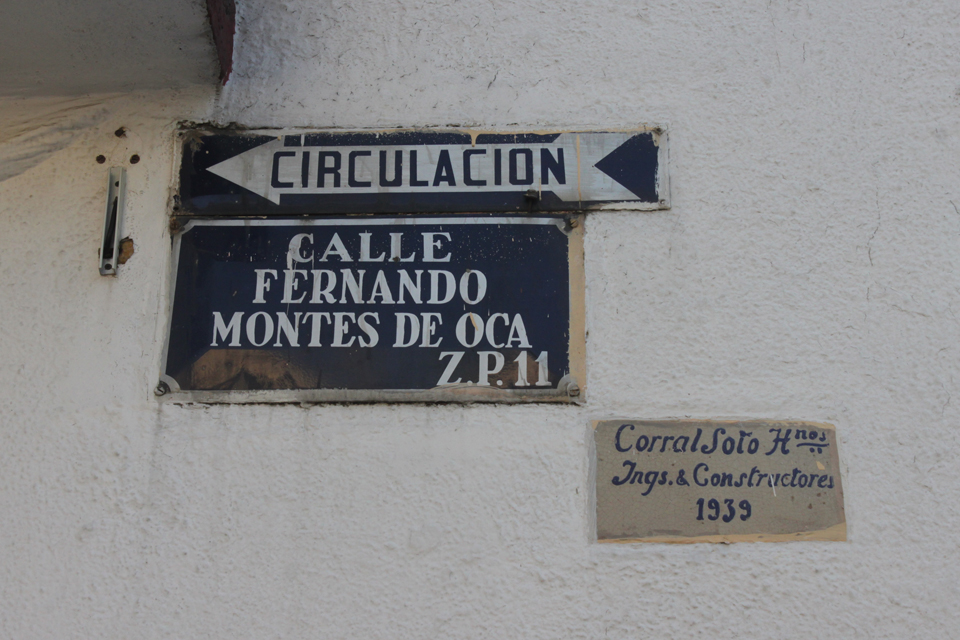 CIRCULACION
CALLE
FERNANDO
MONTES DE OCA
Z.P. 11
Corral Soto Hnos
Ings. & Constructores
1939